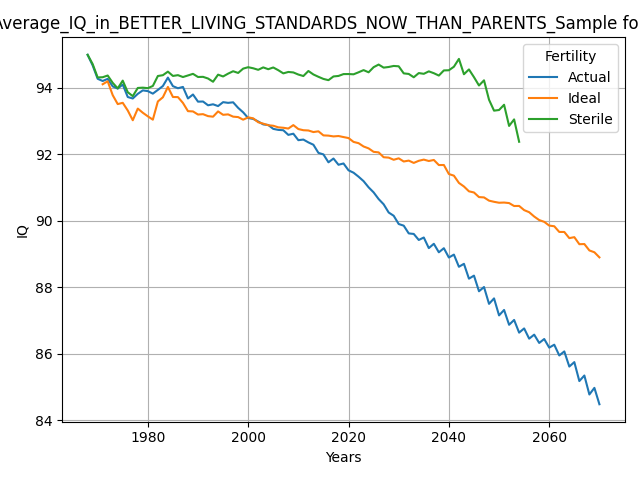 Average_IQ_in_BETTER_LIVING_STANDARDS_NOW_THAN_PARENTS_Sample fo
Fertility
Actual
Ideal
Sterile
94
92
90
88
86
84
IQ
1980 2000 2020 2040 2060
Years